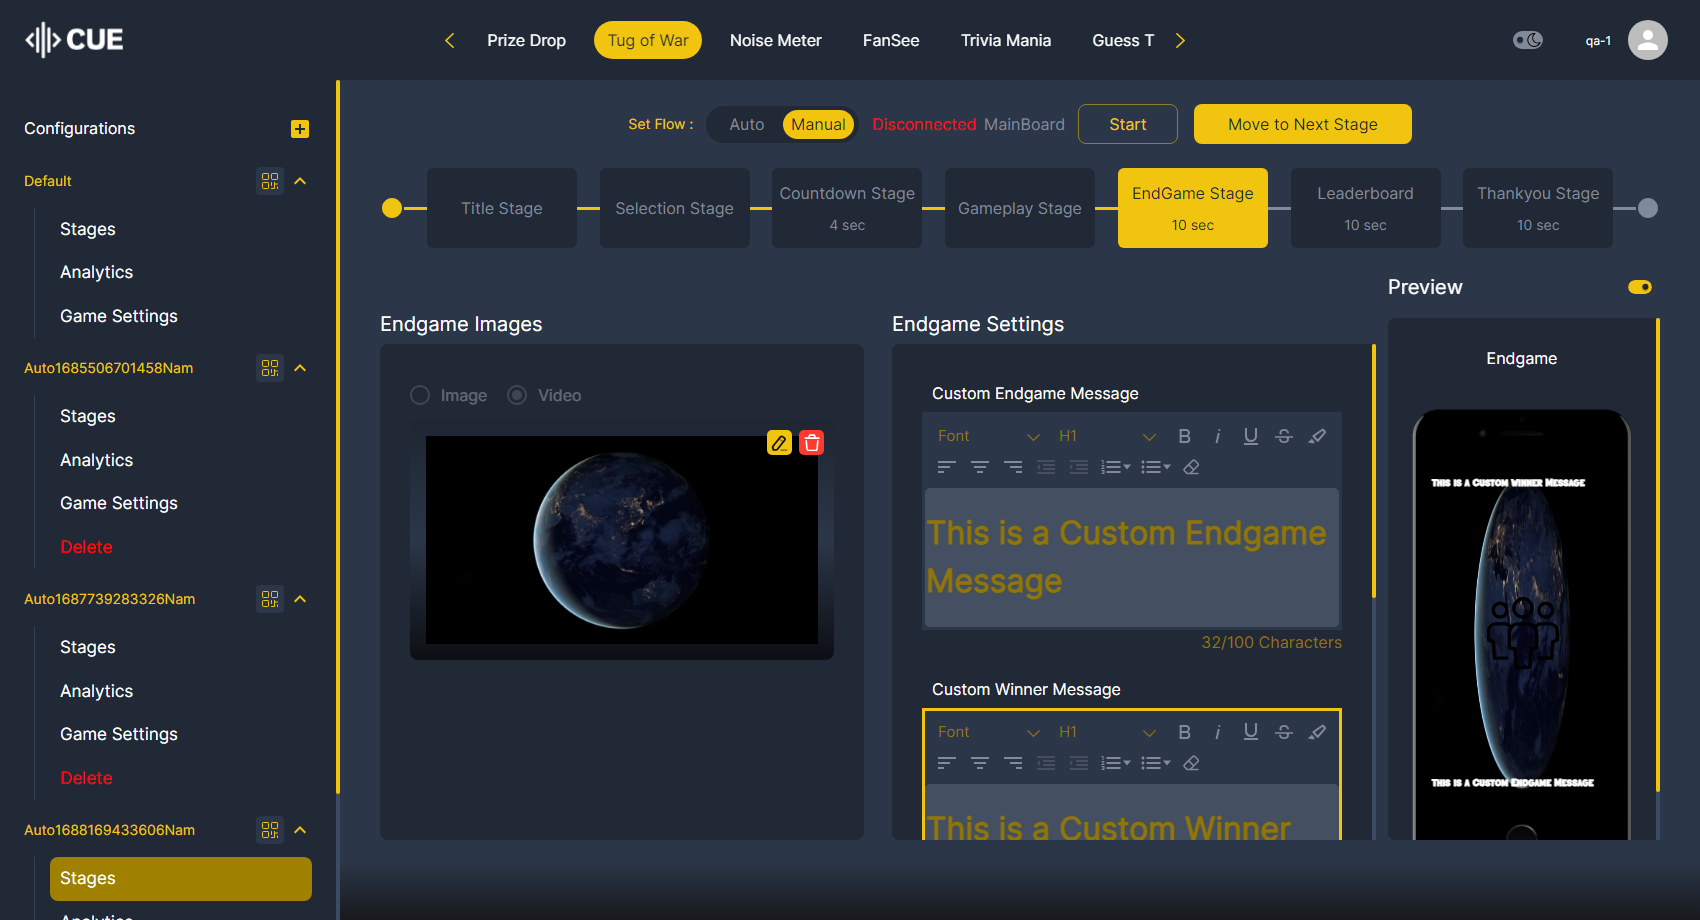 CUE
Prize Drop
Tug of War
Noise Meter
FanSee
Trivia Mania
Guess T
qa-1
Configurations
Default
Stages
Analytics
Game Settings
Auto1685506701458Nam
Stages
Analytics
Game Settings
Delete
Auto1687739283326Nam
Stages
Analytics
Game Settings
Delete
Auto1688169433606Nam
Stages
Analytics
Set Flow :
Auto
Manual
Disconnected MainBoard
Start
Move to Next Stage
Title Stage
Selection Stage
Countdown Stage
4 sec
Gameplay Stage
EndGame Stage
10 sec
Leaderboard
10 sec
Thankyou Stage
10 sec
Endgame Images
Image
Video
Endgame Settings
Custom Endgame Message
Font
H1
B
i
U
S
This is a Custom Endgame
Message
32/100 Characters
Custom Winner Message
Font
H1
B
i
U
S
This is a Custom Winner
Preview
Endgame
This is a Custom Winner Message
This is a Custom Endgame Message